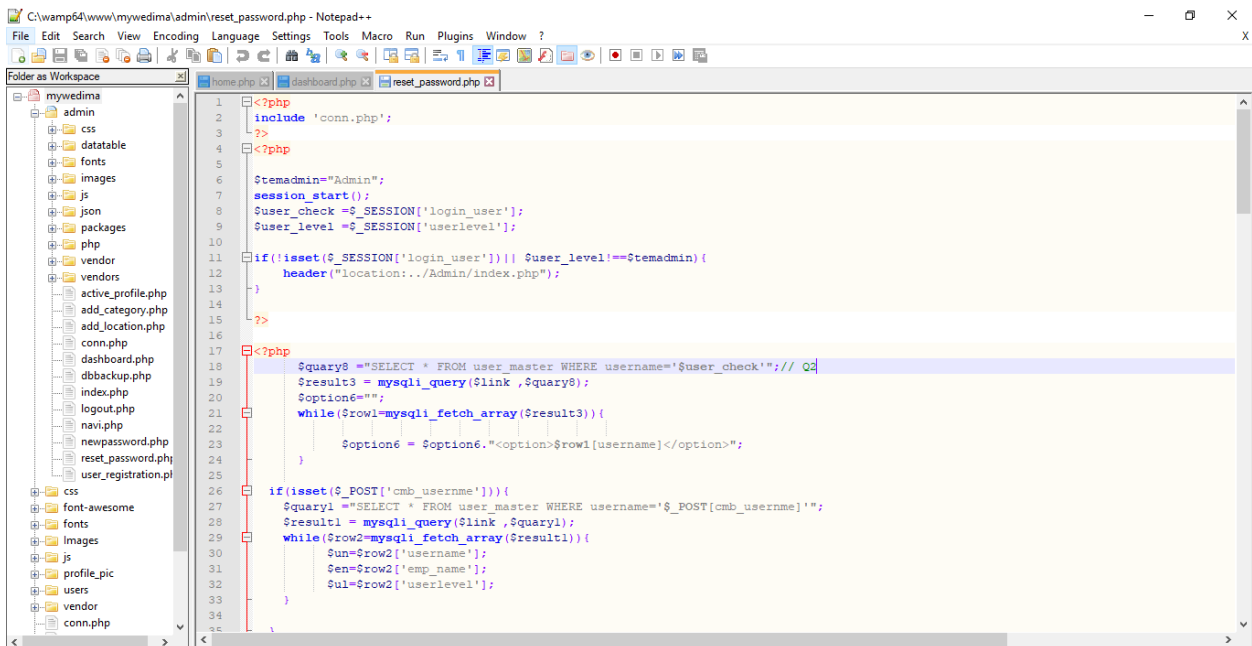 C:\wamp64\www\mywedima\admin\reset_password.php - Notepad++
File Edit Search View Encoding Language Settings Tools Macro Run Plugins Window ? X
Folder as Workspace
home.php dashboard.php reset_password.php
mywedima
admin
css
datatable
fonts
images
js
json
packages
php
vendor
vendors
active_profile.php
add_category.php
add_location.php
conn.php
dashboard.php
dbbackup.php
index.php
logout.php
navi.php
newpassword.php
reset_password.php
user_registration.ph
css
font-awesome
fonts
Images
js
profile_pic
users
vendor
conn.php
1 <?php
2 include 'conn.php';
3 ?>
4 <?php
5
6 $temadmin="Admin";
7 session_start();
8 $user_check =$_SESSION['login_user'];
9 $user_level =$_SESSION['userlevel'];
10
11 if(!isset($_SESSION['login_user'])|| $user_level!==$temadmin){
12 header("location:../Admin/index.php");
13 }
14
15 ?>
16
17 <?php
18 $quary8 ="SELECT * FROM user_master WHERE username='$user_check'";// Q2
19 $result3 = mysqli_query($link ,$quary8);
20 $option6="";
21 while($row1=mysqli_fetch_array($result3)){
22
23 $option6 = $option6."<option>$row1[username]</option>";
24 }
25
26 if(isset($_POST['cmb_usernme'])){
27 $quary1 ="SELECT * FROM user_master WHERE username='$_POST[cmb_usernme]'";
28 $result1 = mysqli_query($link ,$quary1);
29 while($row2=mysqli_fetch_array($result1)){
30 $un=$row2['username'];
31 $en=$row2['emp_name'];
32 $ul=$row2['userlevel'];
33 }
34
35 }